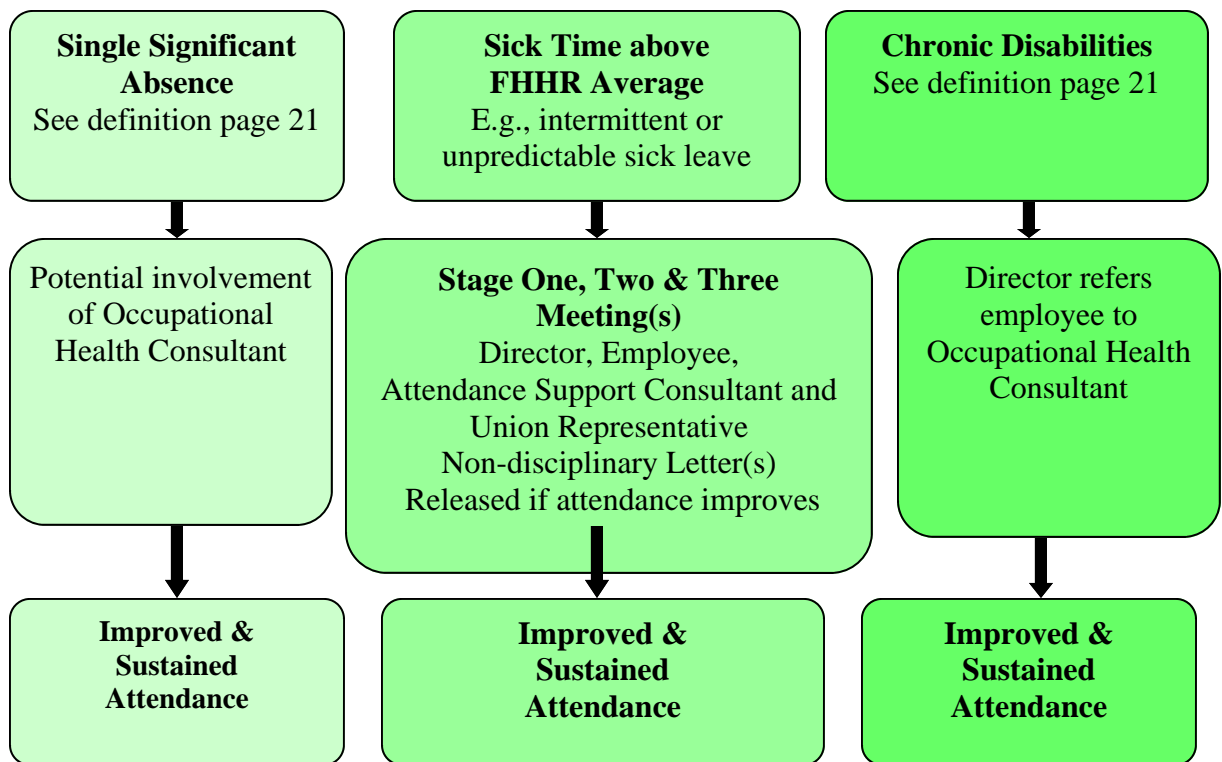 Single Significant
Absence
See definition page 21
Sick Time above
FHHR Average
E.g., intermittent or
unpredictable sick leave
Chronic Disabilities
See definition page 21
Potential involvement
of Occupational
Health Consultant
Stage One, Two & Three
Meeting(s)
Director, Employee,
Attendance Support Consultant and
Union Representative
Non-disciplinary Letter(s)
Released if attendance improves
Director refers
employee to
Occupational Health
Consultant
Improved &
Sustained
Attendance
Improved &
Sustained
Attendance
Improved &
Sustained
Attendance